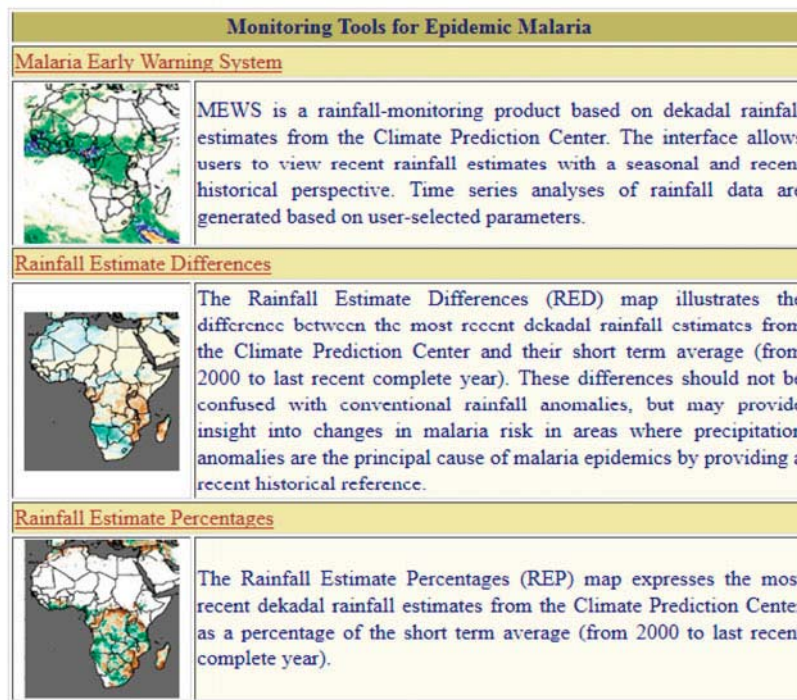 Monitoring Tools for Epidemic Malaria
Malaria Early Warning System
MEWS is a rainfall-monitoring product based on dekadal rainfall
estimates from the Climate Prediction Center. The interface allows
users to view recent rainfall estimates with a seasonal and recen
historical perspective. Time series analyses of rainfall data are
generated based on user-selected parameters.
Rainfall Estimate Differences
The Rainfall Estimate Differences (RED) map illustrates the
difference between the most recent dekadal rainfall estimates from
the Climate Prediction Center and their short term average (from
2000 to last recent complete year). These differences should not be
confused with conventional rainfall anomalies, but may provide
insight into changes in malaria risk in areas where precipitation
anomalies are the principal cause of malaria epidemics by providing a
recent historical reference.
Rainfall Estimate Percentages
The Rainfall Estimate Percentages (REP) map expresses the mos
recent dekadal rainfall estimates from the Climate Prediction Center
as a percentage of the short term average (from 2000 to last recen
complete year).